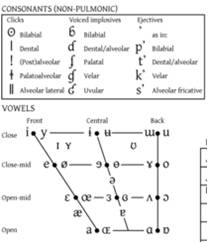 CONSONANTS (NON-PULMONIC)
Clicks Voiced implosives Ejectives
ʘ Bilabial ɓ Bilabial ʼ as in:
ǀ Dental ɗ Dental/alveolar pʼ Bilabial
ǃ (Post)alveolar ʄ Palatal tʼ Dental/alveolar
ǂ Palatoalveolar ɠ Velar kʼ Velar
ǁ Alveolar lateral ʛ Uvular sʼ Alveolar fricative
VOWELS
Front Central Back
Close i y ɨ ʉ ɯ u
ɪ ʏ ʊ
Close-mid e ø ɘ ɵ ɤ o
ə
Open-mid ɛ œ ɜ ɞ ʌ ɔ
æ ɐ
Open a ɶ ɑ ɒ